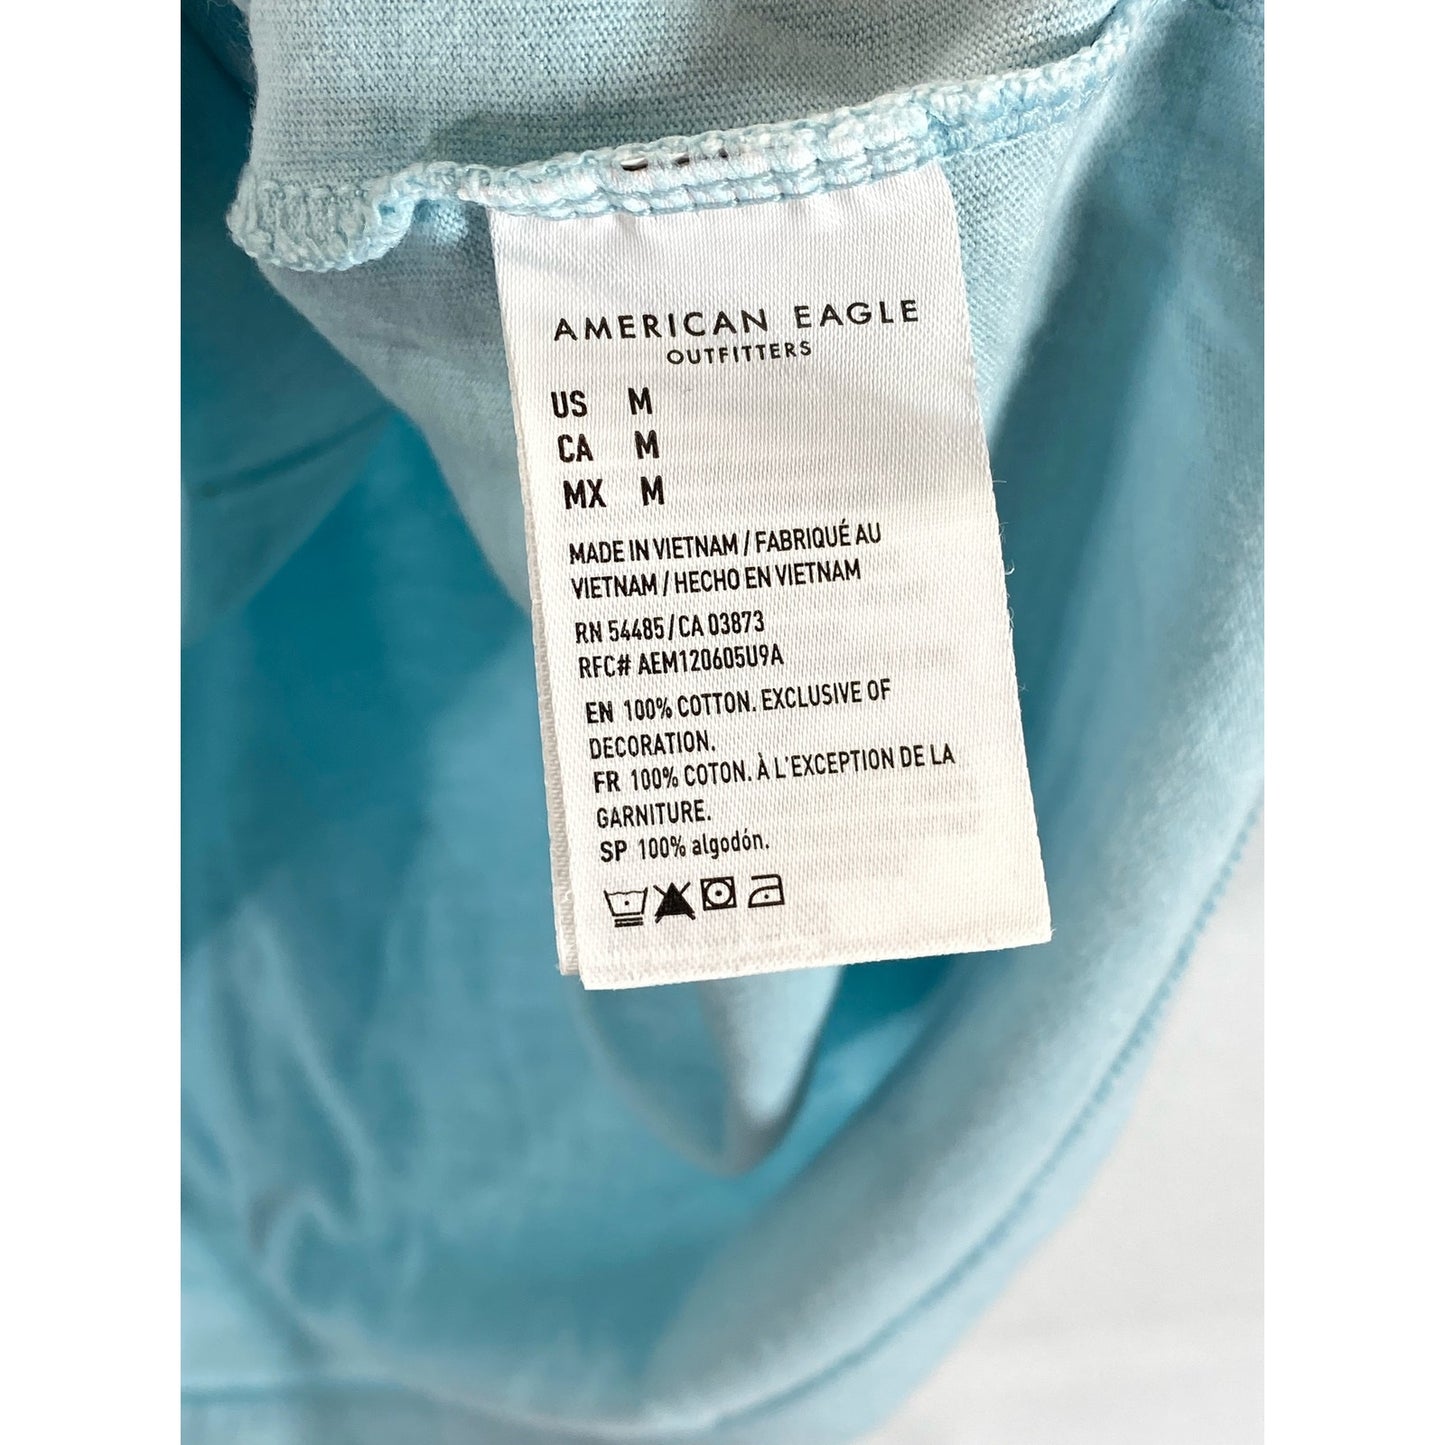 AMERICAN EAGLE
OUTFITTERS
US M
CA M
MX M
MADE IN VIETNAM / FABRIQUÉ AU
VIETNAM / HECHO EN VIETNAM
RN 54485 / CA 03873
RFC# AEM120605U9A
EN 100% COTTON. EXCLUSIVE OF
DECORATION.
FR 100% COTON. À L'EXCEPTION DE LA
GARNITURE.
SP 100% algodón.